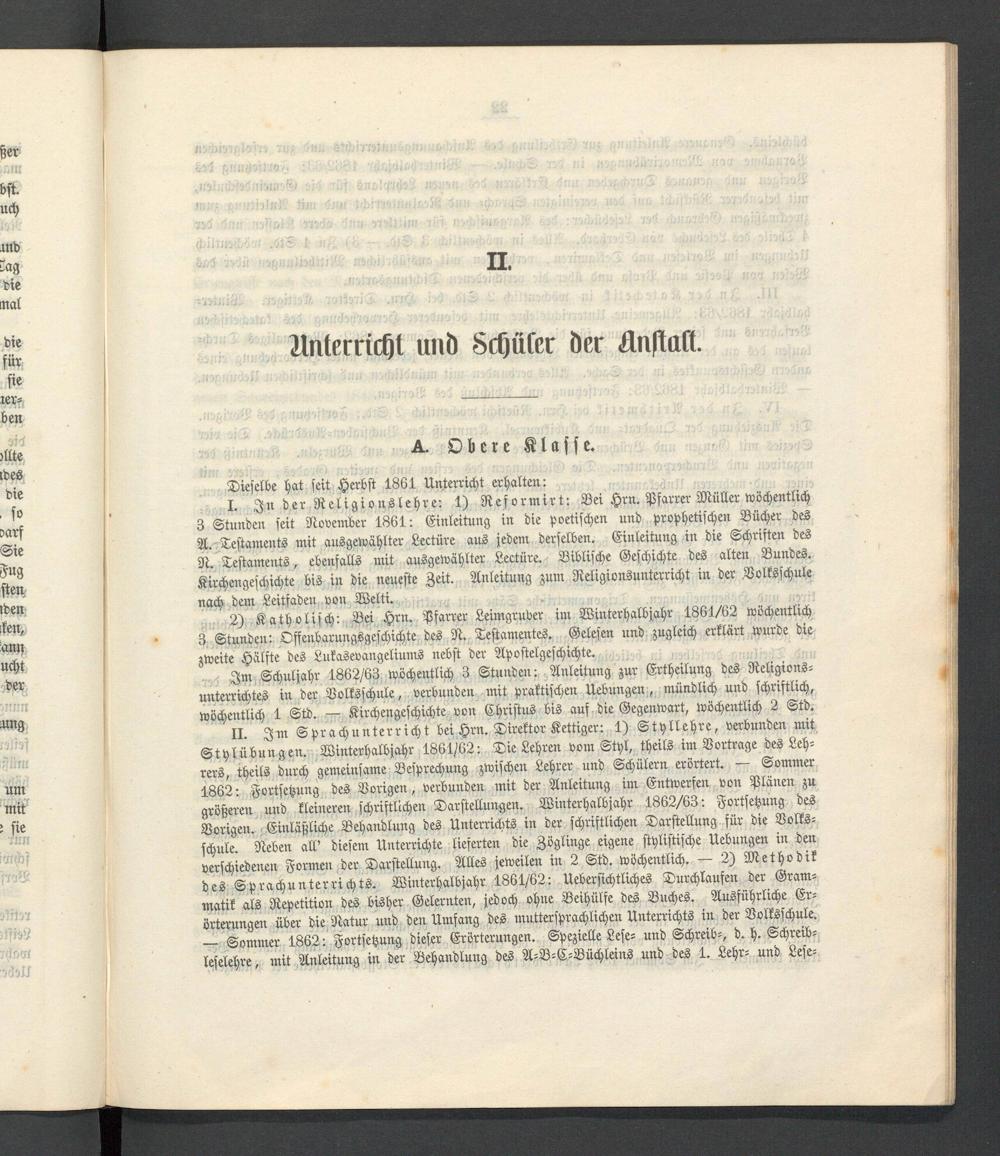 II.
Unterricht und Schüler der Anstalt.
A. Obere Klasse.
Dieselbe hat seit Herbst 1861 Unterricht erhalten:
I. In der Religionslehre: 1) Reformirt: Bei Hrn. Pfarrer Müller wöchentlich
3 Stunden seit November 1861: Einleitung in die poetischen und prophetischen Bücher des
A. Testaments mit ausgewählter Lectüre aus jedem derselben. Einleitung in die Schriften des
N. Testaments, ebenfalls mit ausgewählter Lectüre. Biblische Geschichte des alten Bundes.
Kirchengeschichte bis in die neueste Zeit. Anleitung zum Religionsunterricht in der Volksschule
nach dem Leitfaden von Welti.
2) Katholisch: Bei Hrn. Pfarrer Leimgruber im Winterhalbjahr 1861/62 wöchentlich
3 Stunden: Offenbarungsgeschichte des N. Testamentes. Gelesen und zugleich erklärt wurde die
zweite Hälfte des Lukasevangeliums nebst der Apostelgeschichte.
Im Schuljahr 1862/63 wöchentlich 3 Stunden: Anleitung zur Ertheilung des Religions-
unterrichtes in der Volksschule, verbunden mit praktischen Uebungen, mündlich und schriftlich,
wöchentlich 1 Std. — Kirchengeschichte von Christus bis auf die Gegenwart, wöchentlich 2 Std.
II. Im Sprachunterricht bei Hrn. Direktor Kettiger: 1) Styllehre, verbunden mit
Stylübungen. Winterhalbjahr 1861/62: Die Lehren vom Styl, theils im Vortrage des Leh-
rers, theils durch gemeinsame Besprechung zwischen Lehrer und Schülern erörtert. — Sommer
1862: Fortsetzung des Vorigen, verbunden mit der Anleitung im Entwerfen von Plänen zu
größeren und kleineren schriftlichen Darstellungen. Winterhalbjahr 1862/63: Fortsetzung des
Vorigen. Einläßliche Behandlung des Unterrichts in der schriftlichen Darstellung für die Volks-
schule. Neben all' diesem Unterrichte lieferten die Zöglinge eigene stylistische Uebungen in den
verschiedenen Formen der Darstellung. Alles jeweilen in 2 Std. wöchentlich. — 2) Methodik
des Sprachunterrichts. Winterhalbjahr 1861/62: Uebersichtliches Durchlaufen der Gram-
matik als Repetition des bisher Gelernten, jedoch ohne Beihülfe des Buches. Ausführliche Er-
örterungen über die Natur und den Umfang des muttersprachlichen Unterrichts in der Volksschule.
— Sommer 1862: Fortsetzung dieser Erörterungen. Spezielle Lese- und Schreib-, d. h. Schreib-
leselehre, mit Anleitung in der Behandlung des A-B-C-Büchleins und des 1. Lehr- und Lese-